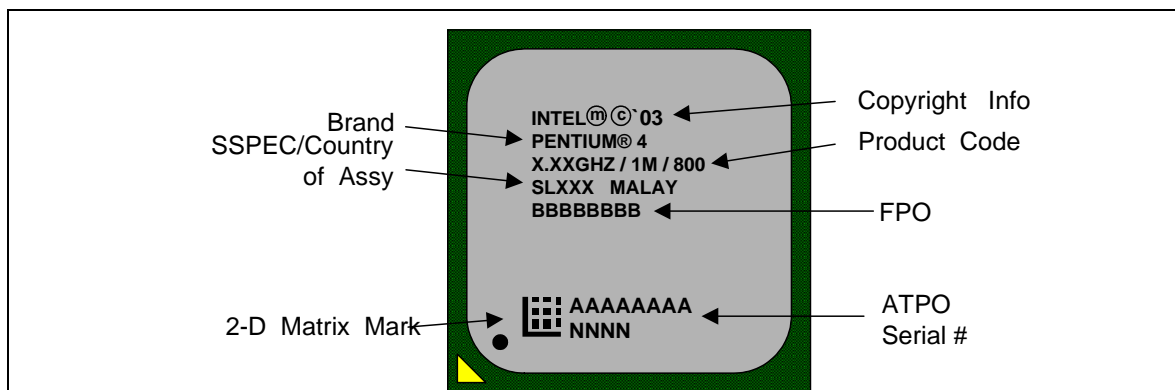 INTELⓜⓒ`03
PENTIUM® 4
X.XXGHZ / 1M / 800
SLXXX MALAY
BBBBBBBB
AAAAAAAA
NNNN
Brand
SSPEC/Country
of Assy
2-D Matrix Mark
Copyright Info
Product Code
FPO
ATPO
Serial #